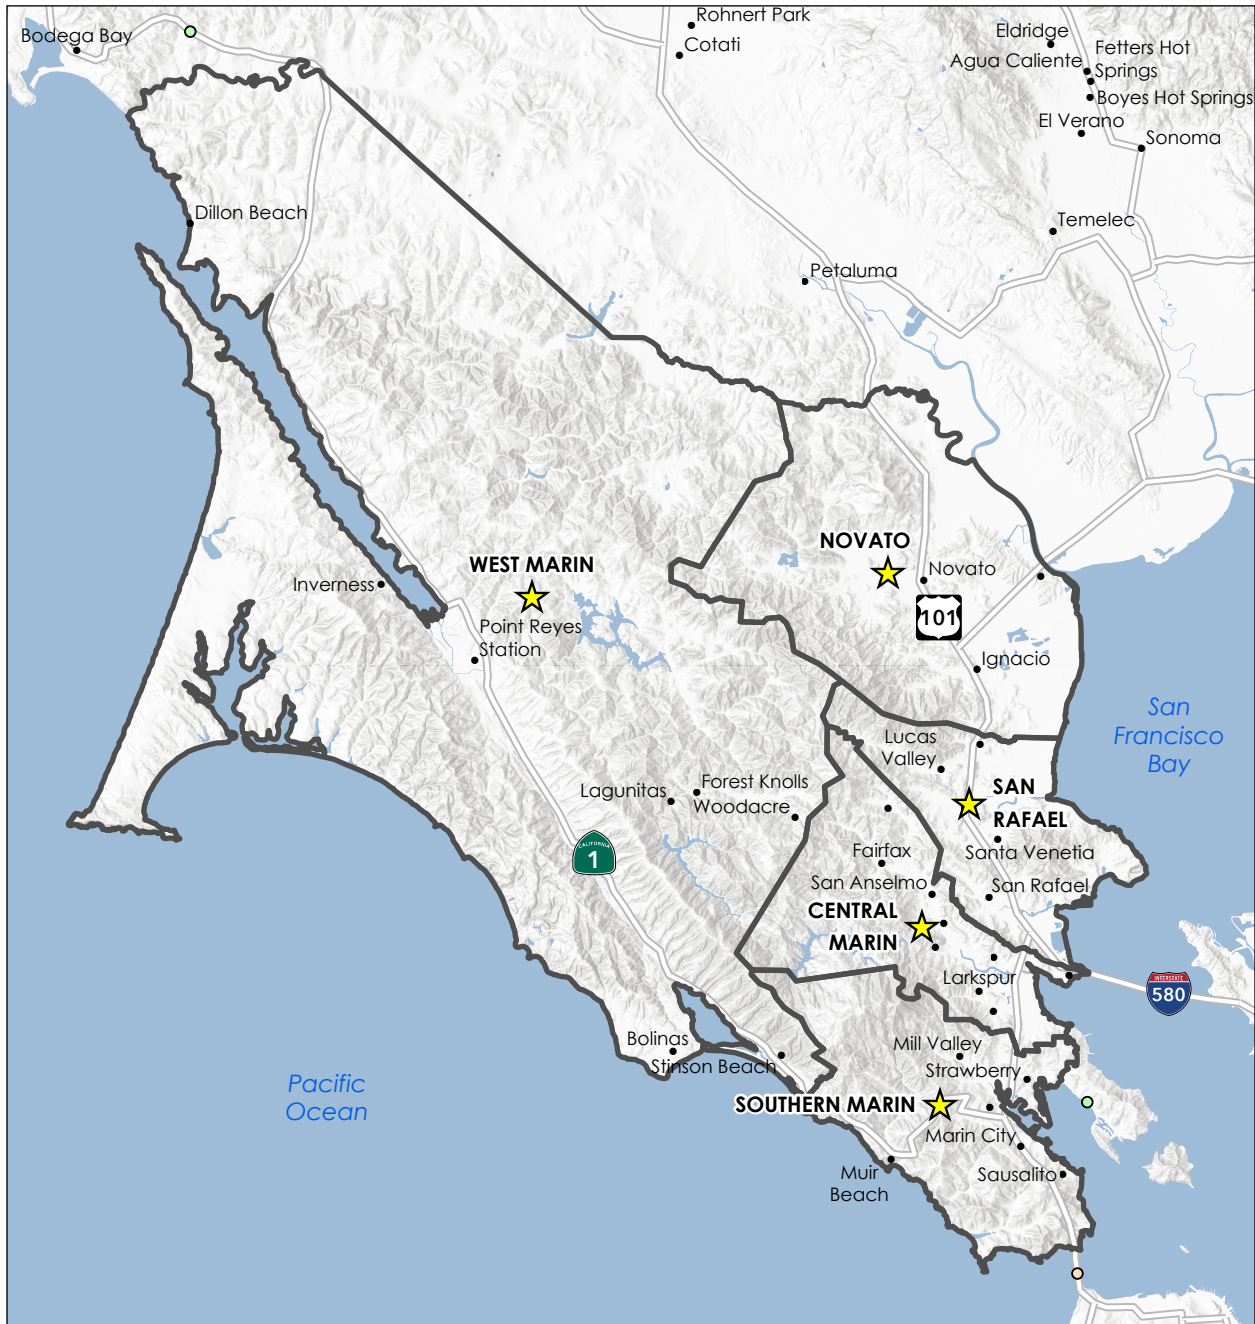 Rohnert Park
Bodega Bay
Cotati
Eldridge
Agua Caliente
Fetters Hot
Springs
Boyes Hot Springs
El Verano
Sonoma
Dillon Beach
Temelec
Petaluma
NOVATO
WEST MARIN
Novato
Inverness
101
Point Reyes
Station
Ignacio
San
Francisco
Bay
Lucas
Valley
Forest Knolls
Lagunitas
Woodacre
SAN
RAFAEL
CALIFORNIA
1
Fairfax
Santa Venetia
San Anselmo
San Rafael
CENTRAL
MARIN
Larkspur
INTERSTATE
580
Bolinas
Mill Valley
Stinson Beach
Strawberry
Pacific
Ocean
SOUTHERN MARIN
Marin City
Muir
Beach
Sausalito